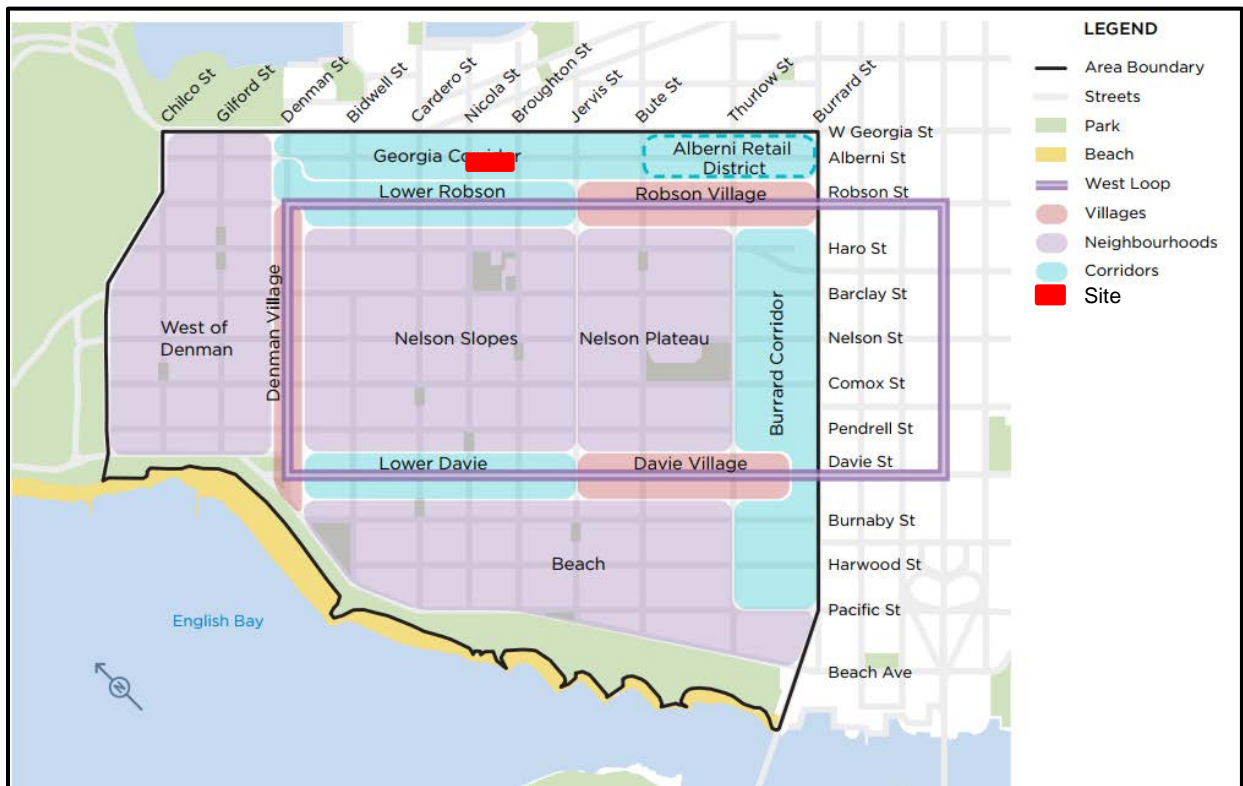 LEGEND
Area Boundary
Streets
Park
Beach
West Loop
Villages
Neighbourhoods
Corridors
Site
Chilco St
Gilford St
Denman St
Bidwell St
Cardero St
Nicola St
Broughton St
Jervis St
Bute St
Thurlow St
Burrard St
W Georgia St
Alberni St
Robson St
Haro St
Barclay St
Nelson St
Comox St
Pendrell St
Davie St
Burnaby St
Harwood St
Pacific St
Beach Ave
Georgia Corridor
Alberni Retail
District
Lower Robson
Robson Village
West of
Denman
Denman Village
Nelson Slopes
Nelson Plateau
Burrard Corridor
Lower Davie
Davie Village
Beach
English Bay
N